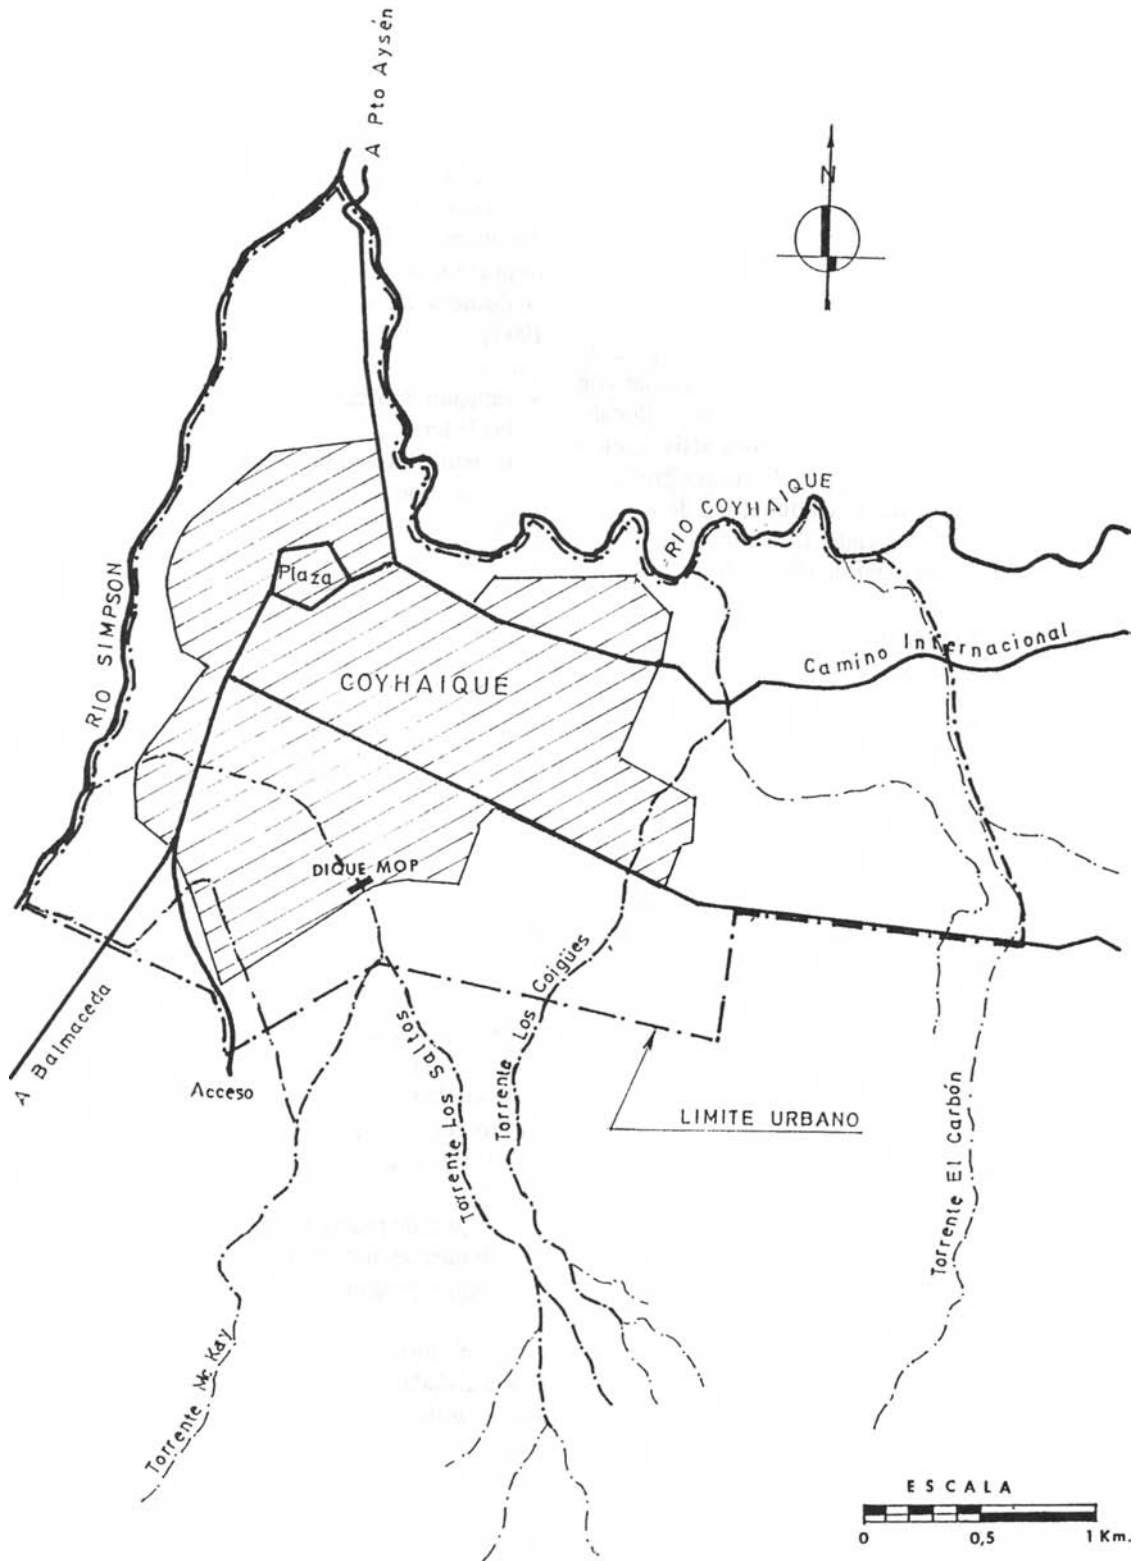 A Pto Aysén
N
RIO COYHAIQUE
Plaza
RIO SIMPSON
Camino Internacional
COYHAIQUE
DIQUE MOP
A Balmaceda
Acceso
Torrente Los Saltos
Torrente Los Coigües
LIMITE URBANO
Torrente El Carbón
Torrente Mc Kay
ESCALA
0 0,5 1 Km.